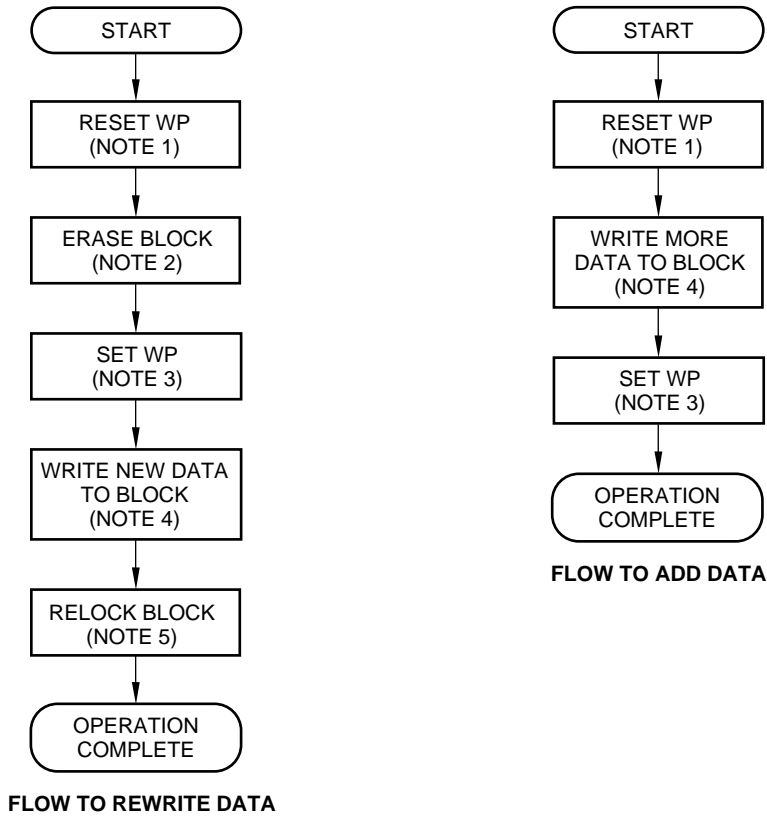 START
RESET WP
(NOTE 1)
ERASE BLOCK
(NOTE 2)
SET WP
(NOTE 3)
WRITE NEW DATA
TO BLOCK
(NOTE 4)
RELOCK BLOCK
(NOTE 5)
OPERATION
COMPLETE
FLOW TO REWRITE DATA
START
RESET WP
(NOTE 1)
WRITE MORE
DATA TO BLOCK
(NOTE 4)
SET WP
(NOTE 3)
OPERATION
COMPLETE
FLOW TO ADD DATA